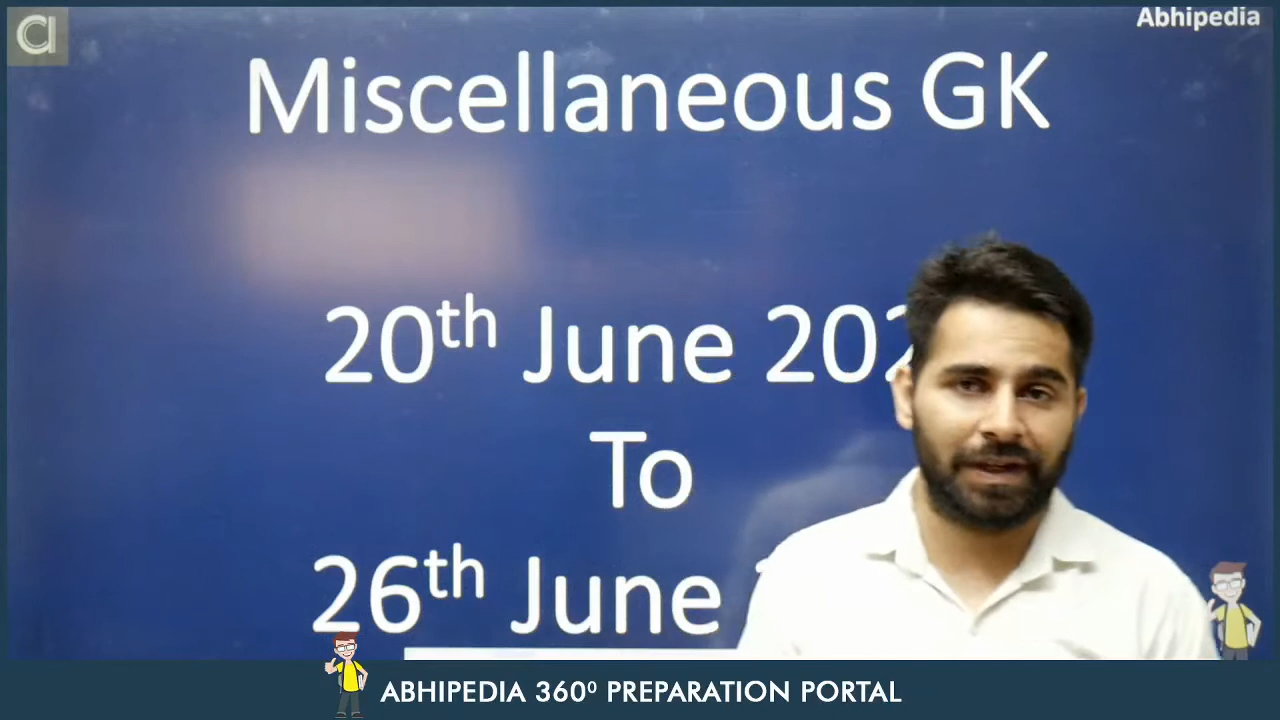 Abhipedia
Miscellaneous GK
20th June 202
To
26th June
ABHIPEDIA 360⁰ PREPARATION PORTAL